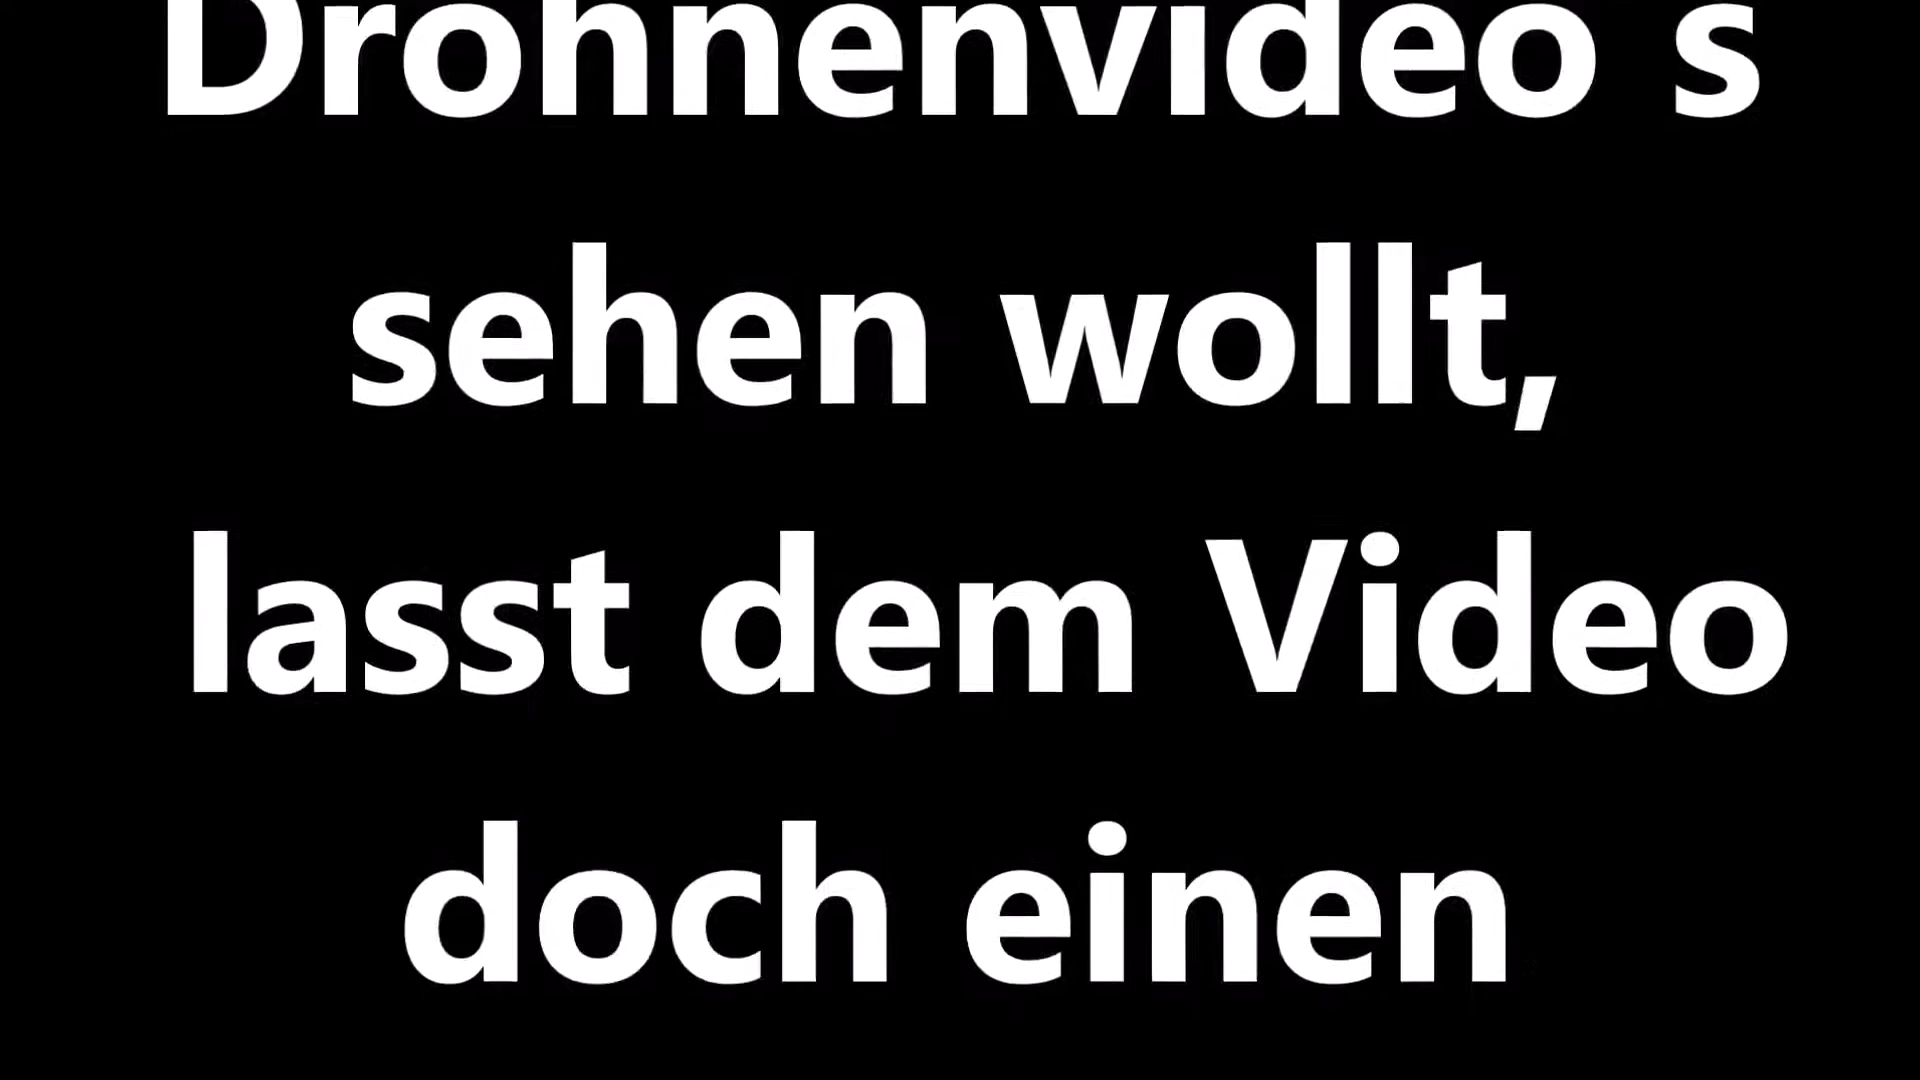 Drohnenvideo s
sehen wollt,
lasst dem Video
doch einen